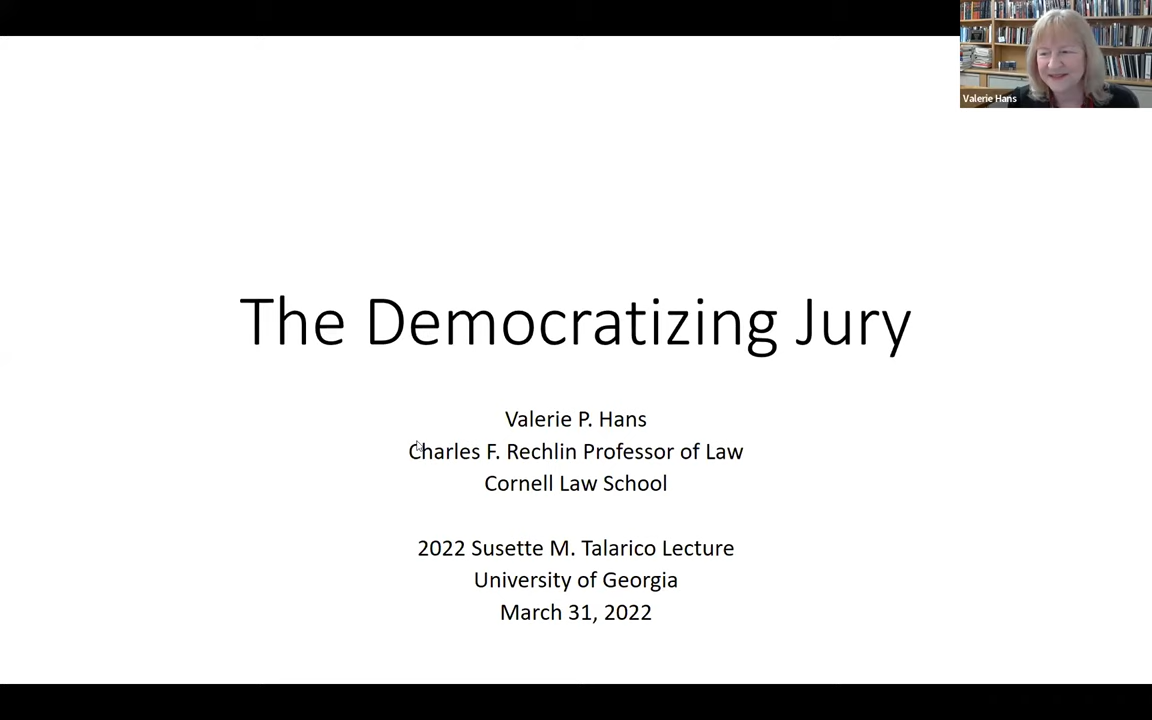 Valerie Hans
The Democratizing Jury
Valerie P. Hans
Charles F. Rechlin Professor of Law
Cornell Law School
2022 Susette M. Talarico Lecture
University of Georgia
March 31, 2022